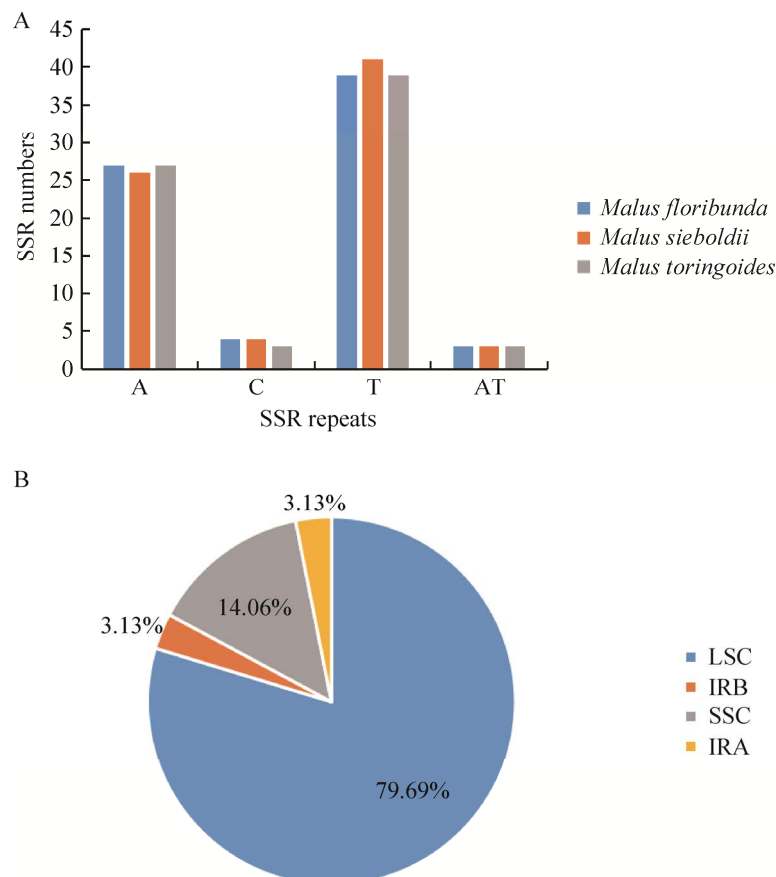 A
45
40
35
30
25
20
15
10
5
0
SSR numbers
A C T AT
SSR repeats
Malus floribunda
Malus sieboldii
Malus toringoides
B
3.13%
14.06%
3.13%
79.69%
LSC
IRB
SSC
IRA